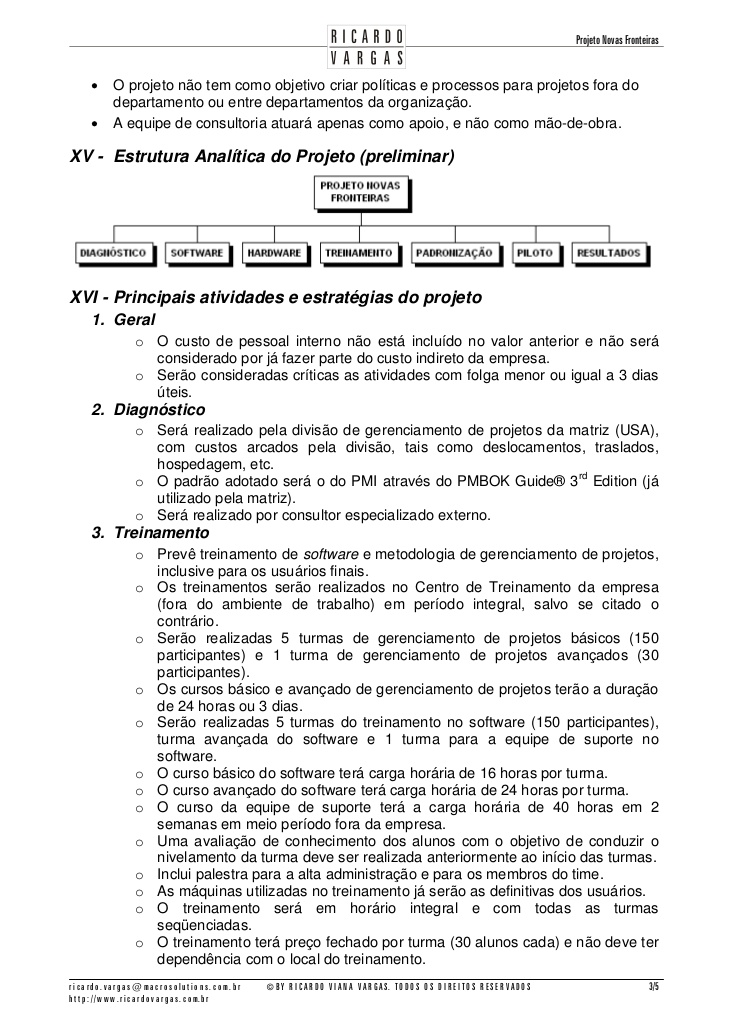 RICARDO
VARGAS
Projeto Novas Fronteiras
• O projeto não tem como objetivo criar políticas e processos para projetos fora do
departamento ou entre departamentos da organização.
• A equipe de consultoria atuará apenas como apoio, e não como mão-de-obra.
XV - Estrutura Analítica do Projeto (preliminar)
PROJETO NOVAS
FRONTEIRAS
DIAGNÓSTICO SOFTWARE HARDWARE TREINAMENTO PADRONIZAÇÃO PILOTO RESULTADOS
XVI - Principais atividades e estratégias do projeto
1. Geral
o O custo de pessoal interno não está incluído no valor anterior e não será
considerado por já fazer parte do custo indireto da empresa.
o Serão consideradas críticas as atividades com folga menor ou igual a 3 dias
úteis.
2. Diagnóstico
o Será realizado pela divisão de gerenciamento de projetos da matriz (USA),
com custos arcados pela divisão, tais como deslocamentos, traslados,
hospedagem, etc.
o O padrão adotado será o do PMI através do PMBOK Guide® 3rd Edition (já
utilizado pela matriz).
o Será realizado por consultor especializado externo.
3. Treinamento
o Prevê treinamento de software e metodologia de gerenciamento de projetos,
inclusive para os usuários finais.
o Os treinamentos serão realizados no Centro de Treinamento da empresa
(fora do ambiente de trabalho) em período integral, salvo se citado o
contrário.
o Serão realizadas 5 turmas de gerenciamento de projetos básicos (150
participantes) e 1 turma de gerenciamento de projetos avançados (30
participantes).
o Os cursos básico e avançado de gerenciamento de projetos terão a duração
de 24 horas ou 3 dias.
o Serão realizadas 5 turmas do treinamento no software (150 participantes),
turma avançada do software e 1 turma para a equipe de suporte no
software.
o O curso básico do software terá carga horária de 16 horas por turma.
o O curso avançado do software terá carga horária de 24 horas por turma.
o O curso da equipe de suporte terá a carga horária de 40 horas em 2
semanas em meio período fora da empresa.
o Uma avaliação de conhecimento dos alunos com o objetivo de conduzir o
nivelamento da turma deve ser realizada anteriormente ao início das turmas.
o Inclui palestra para a alta administração e para os membros do time.
o As máquinas utilizadas no treinamento já serão as definitivas dos usuários.
o O treinamento será em horário integral e com todas as turmas
seqüenciadas.
o O treinamento terá preço fechado por turma (30 alunos cada) e não deve ter
dependência com o local do treinamento.
ricardo.vargas@macrosolutions.com.br © BY RICARDO VIANA VARGAS. TODOS OS DIREITOS RESERVADOS 3/5
http://www.ricardovargas.com.br